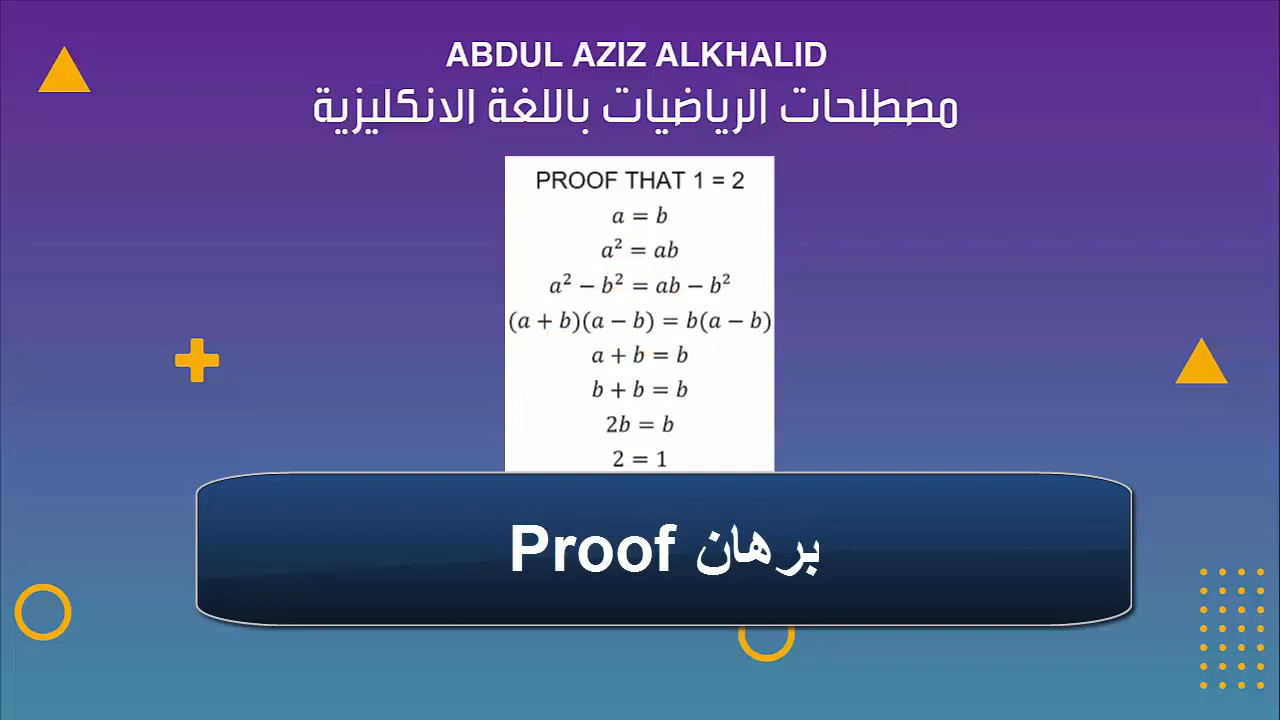 ABDUL AZIZ ALKHALID
مصطلحات الرياضيات باللغة الانكليزية
PROOF THAT 1 = 2
a = b
a² = ab
a² − b² = ab − b²
(a + b)(a − b) = b(a − b)
a + b = b
b + b = b
2b = b
2 = 1
برهان Proof